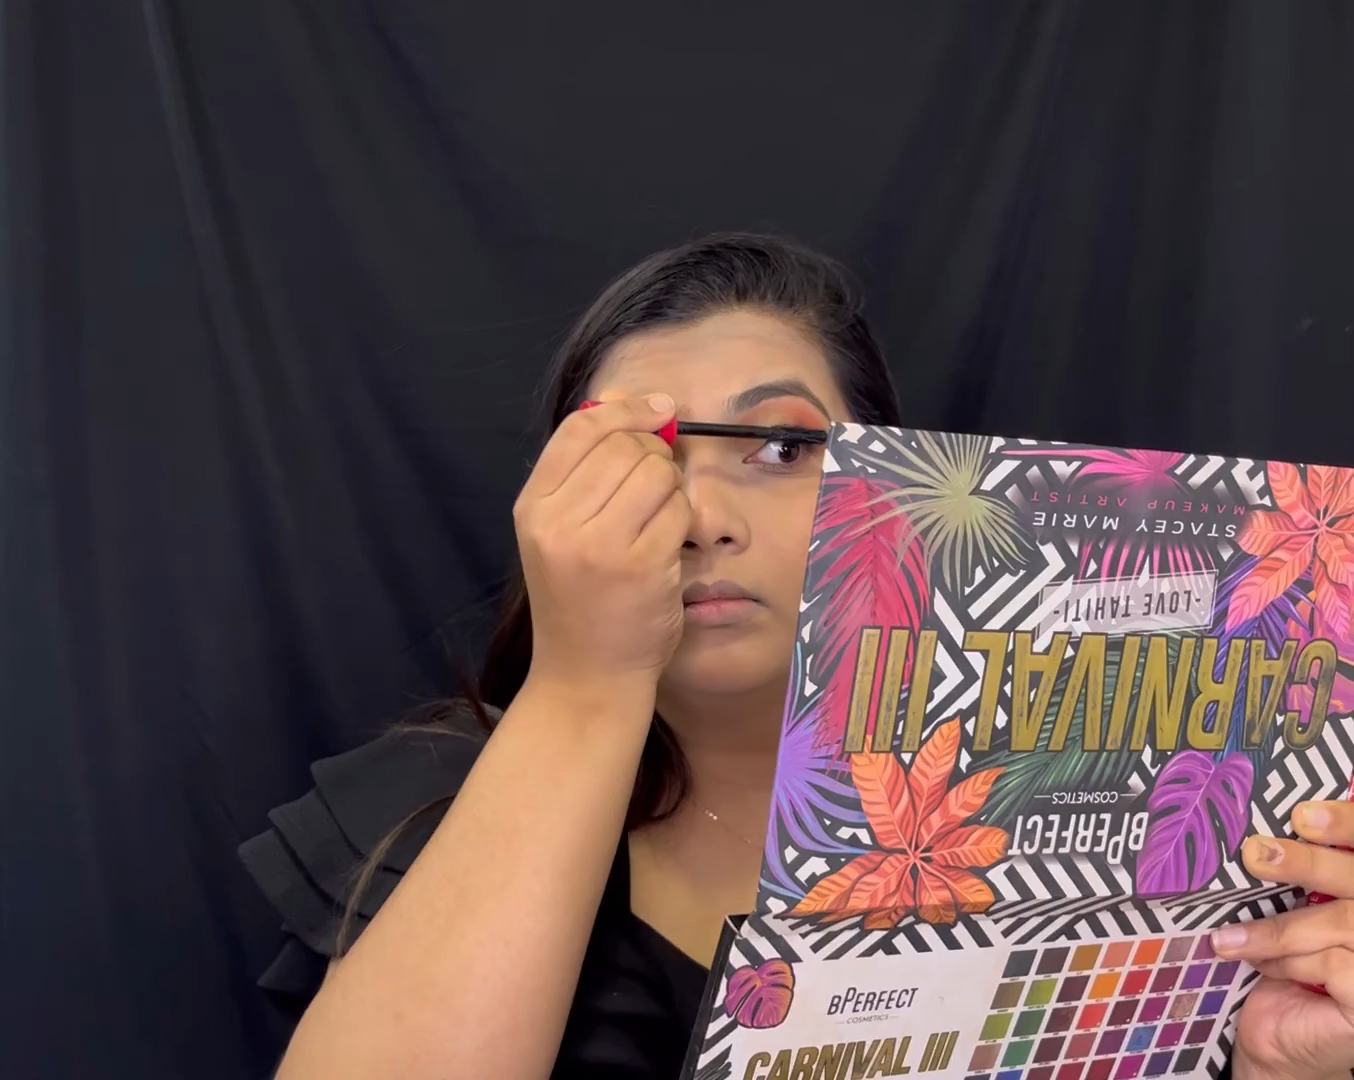 BPERFECT
COSMETICS
CARNIVAL III
-LOVE TAHITI-
STACEY MARIE
MAKEUP ARTIST
BPERFECT
COSMETICS
CARNIVAL III